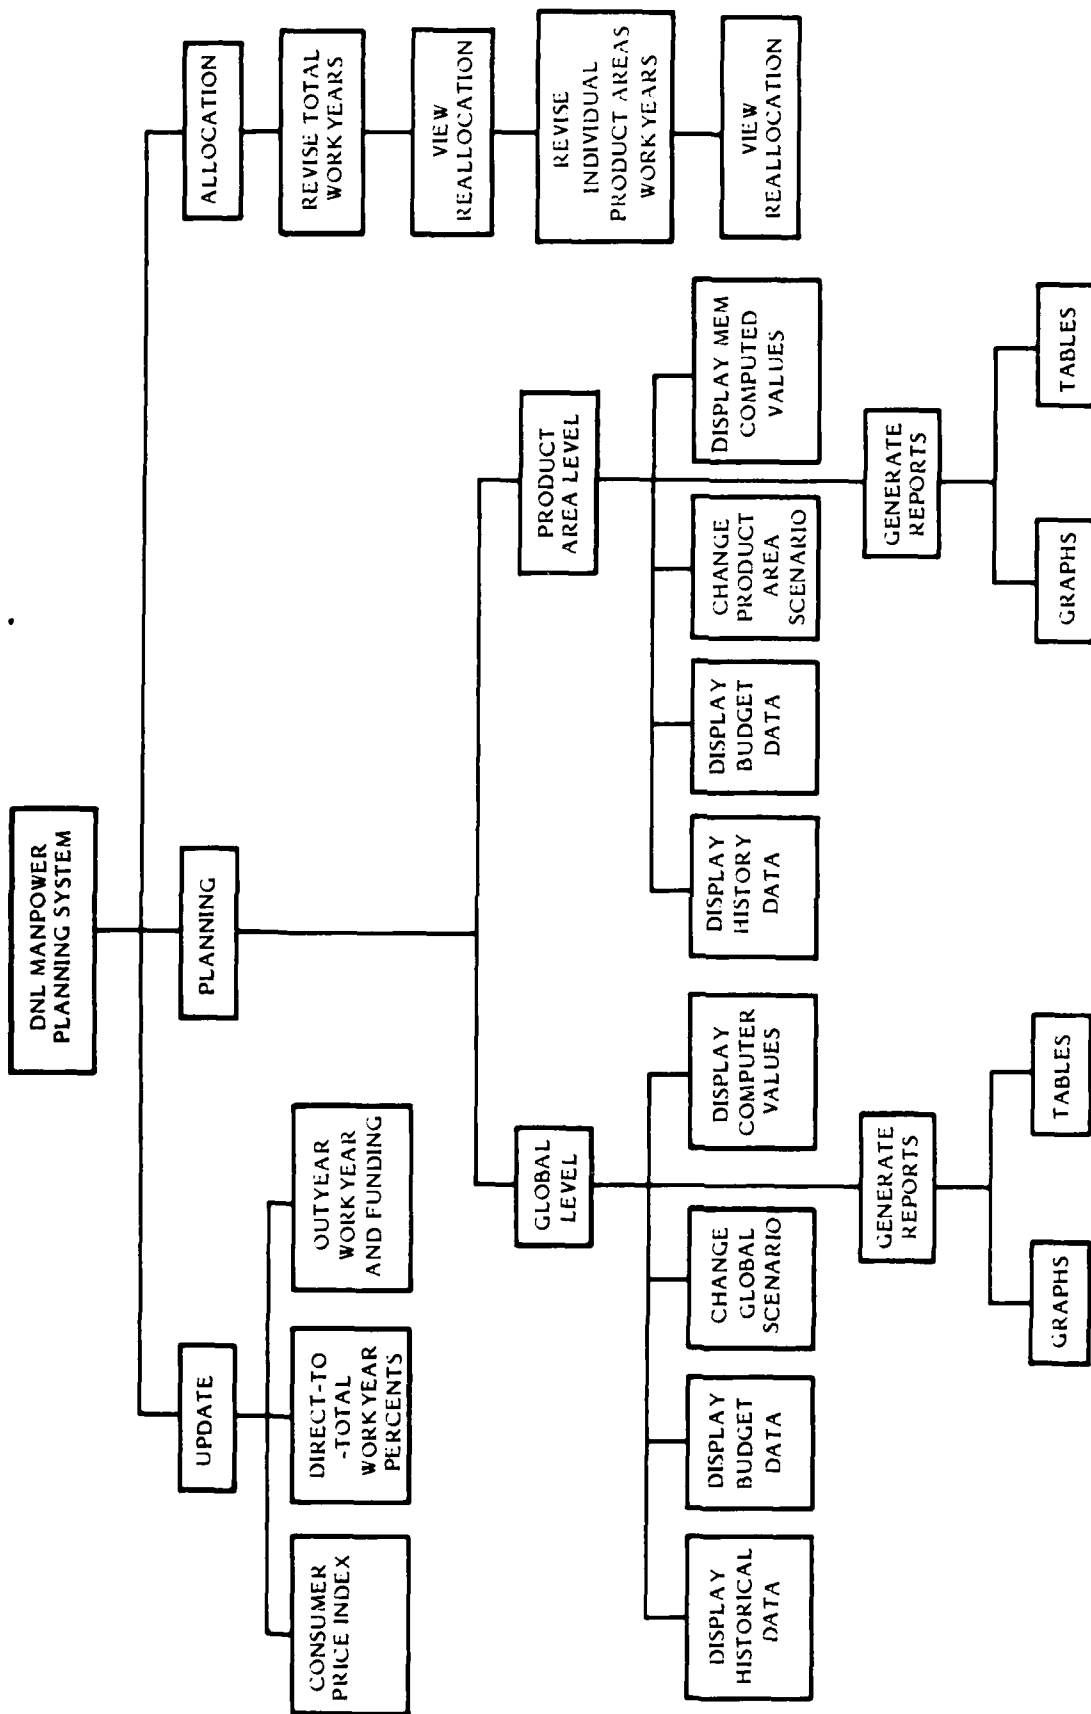 DNL MANPOWER
PLANNING SYSTEM
UPDATE
PLANNING
ALLOCATION
CONSUMER
PRICE INDEX
DIRECT-TO
-TOTAL
WORKYEAR
PERCENTS
OUTYEAR
WORKYEAR
AND FUNDING
REVISE TOTAL
WORKYEARS
VIEW
REALLOCATION
REVISE
INDIVIDUAL
PRODUCT AREAS
WORKYEARS
VIEW
REALLOCATION
GLOBAL
LEVEL
PRODUCT
AREA LEVEL
DISPLAY
HISTORICAL
DATA
DISPLAY
BUDGET
DATA
CHANGE
GLOBAL
SCENARIO
DISPLAY
COMPUTER
VALUES
DISPLAY
HISTORY
DATA
DISPLAY
BUDGET
DATA
CHANGE
PRODUCT
AREA
SCENARIO
DISPLAY MEM
COMPUTED
VALUES
GENERATE
REPORTS
GENERATE
REPORTS
GRAPHS
TABLES
GRAPHS
TABLES